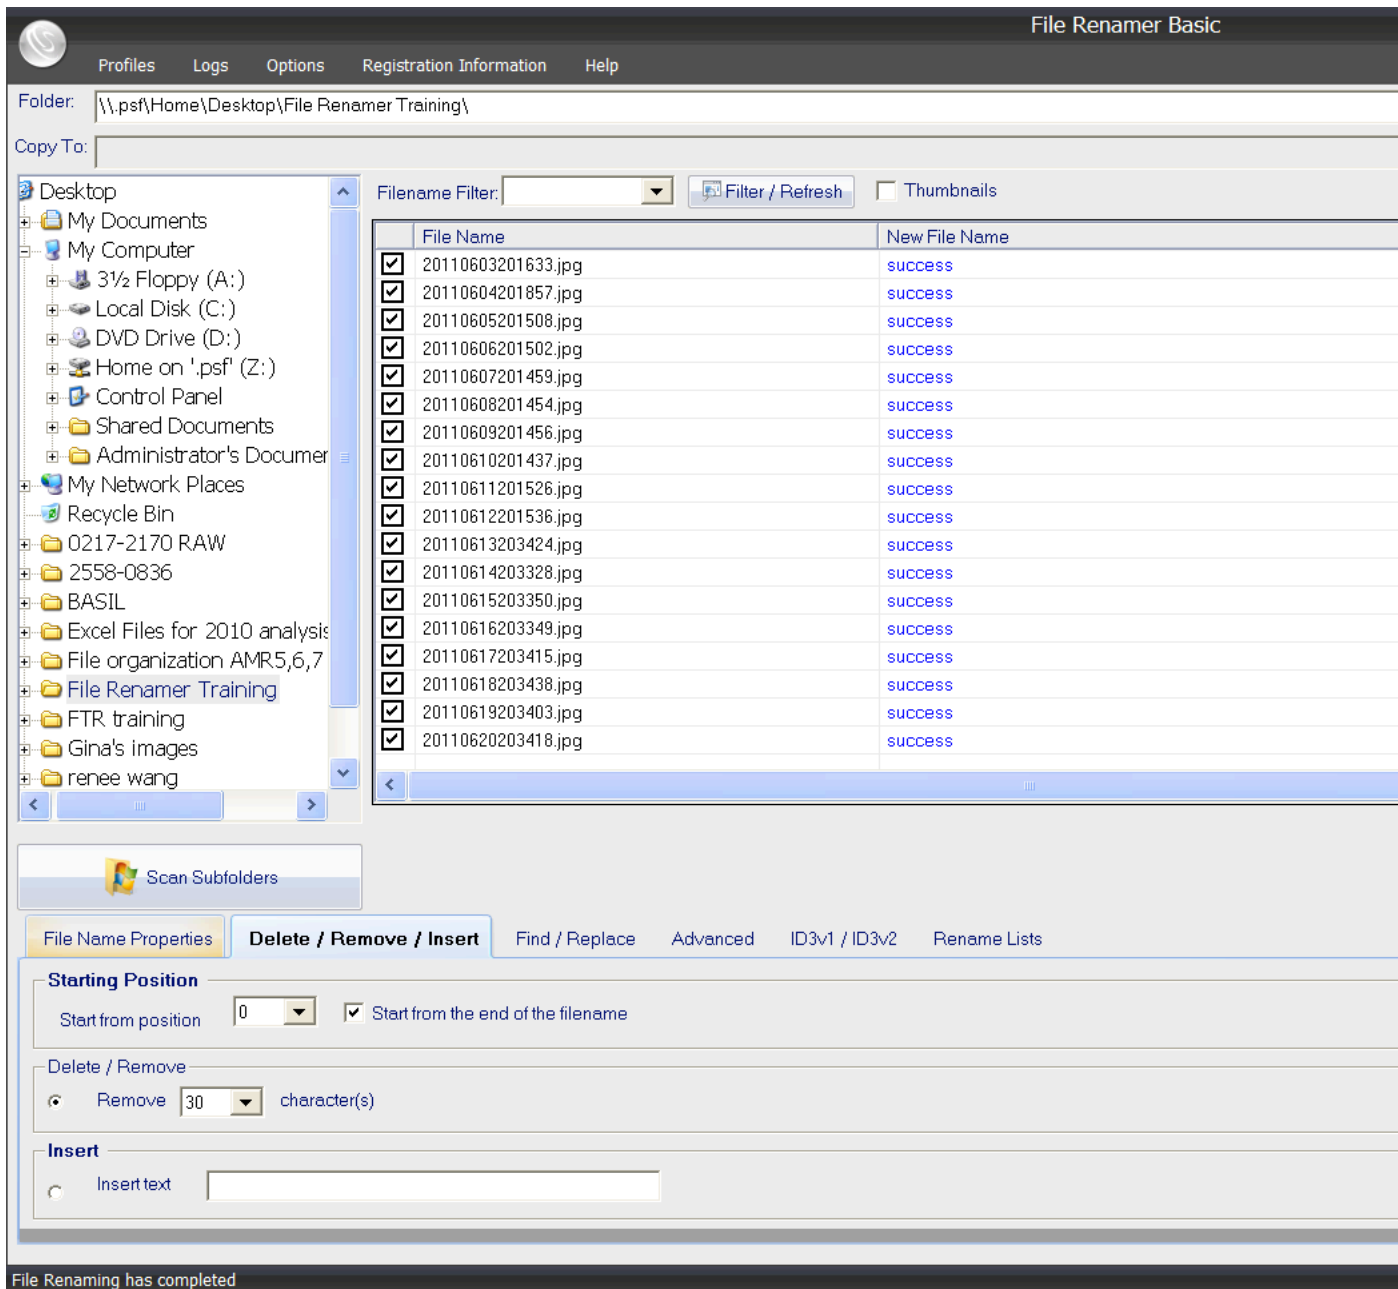 File Renamer Basic
Profiles Logs Options Registration Information Help
Folder: \\.psf\Home\Desktop\File Renamer Training\
Copy To:
Desktop
My Documents
My Computer
3½ Floppy (A:)
Local Disk (C:)
DVD Drive (D:)
Home on '.psf' (Z:)
Control Panel
Shared Documents
Administrator's Documer
My Network Places
Recycle Bin
0217-2170 RAW
2558-0836
BASIL
Excel Files for 2010 analysis
File organization AMR5,6,7
File Renamer Training
FTR training
Gina's images
renee wang
Filename Filter: Filter / Refresh Thumbnails
File Name New File Name
20110603201633.jpg success
20110604201857.jpg success
20110605201508.jpg success
20110606201502.jpg success
20110607201459.jpg success
20110608201454.jpg success
20110609201456.jpg success
20110610201437.jpg success
20110611201526.jpg success
20110612201536.jpg success
20110613203424.jpg success
20110614203328.jpg success
20110615203350.jpg success
20110616203349.jpg success
20110617203415.jpg success
20110618203438.jpg success
20110619203403.jpg success
20110620203418.jpg success
Scan Subfolders
File Name Properties Delete / Remove / Insert Find / Replace Advanced ID3v1 / ID3v2 Rename Lists
Starting Position
Start from position 0 Start from the end of the filename
Delete / Remove
Remove 30 character(s)
Insert
Insert text
File Renaming has completed